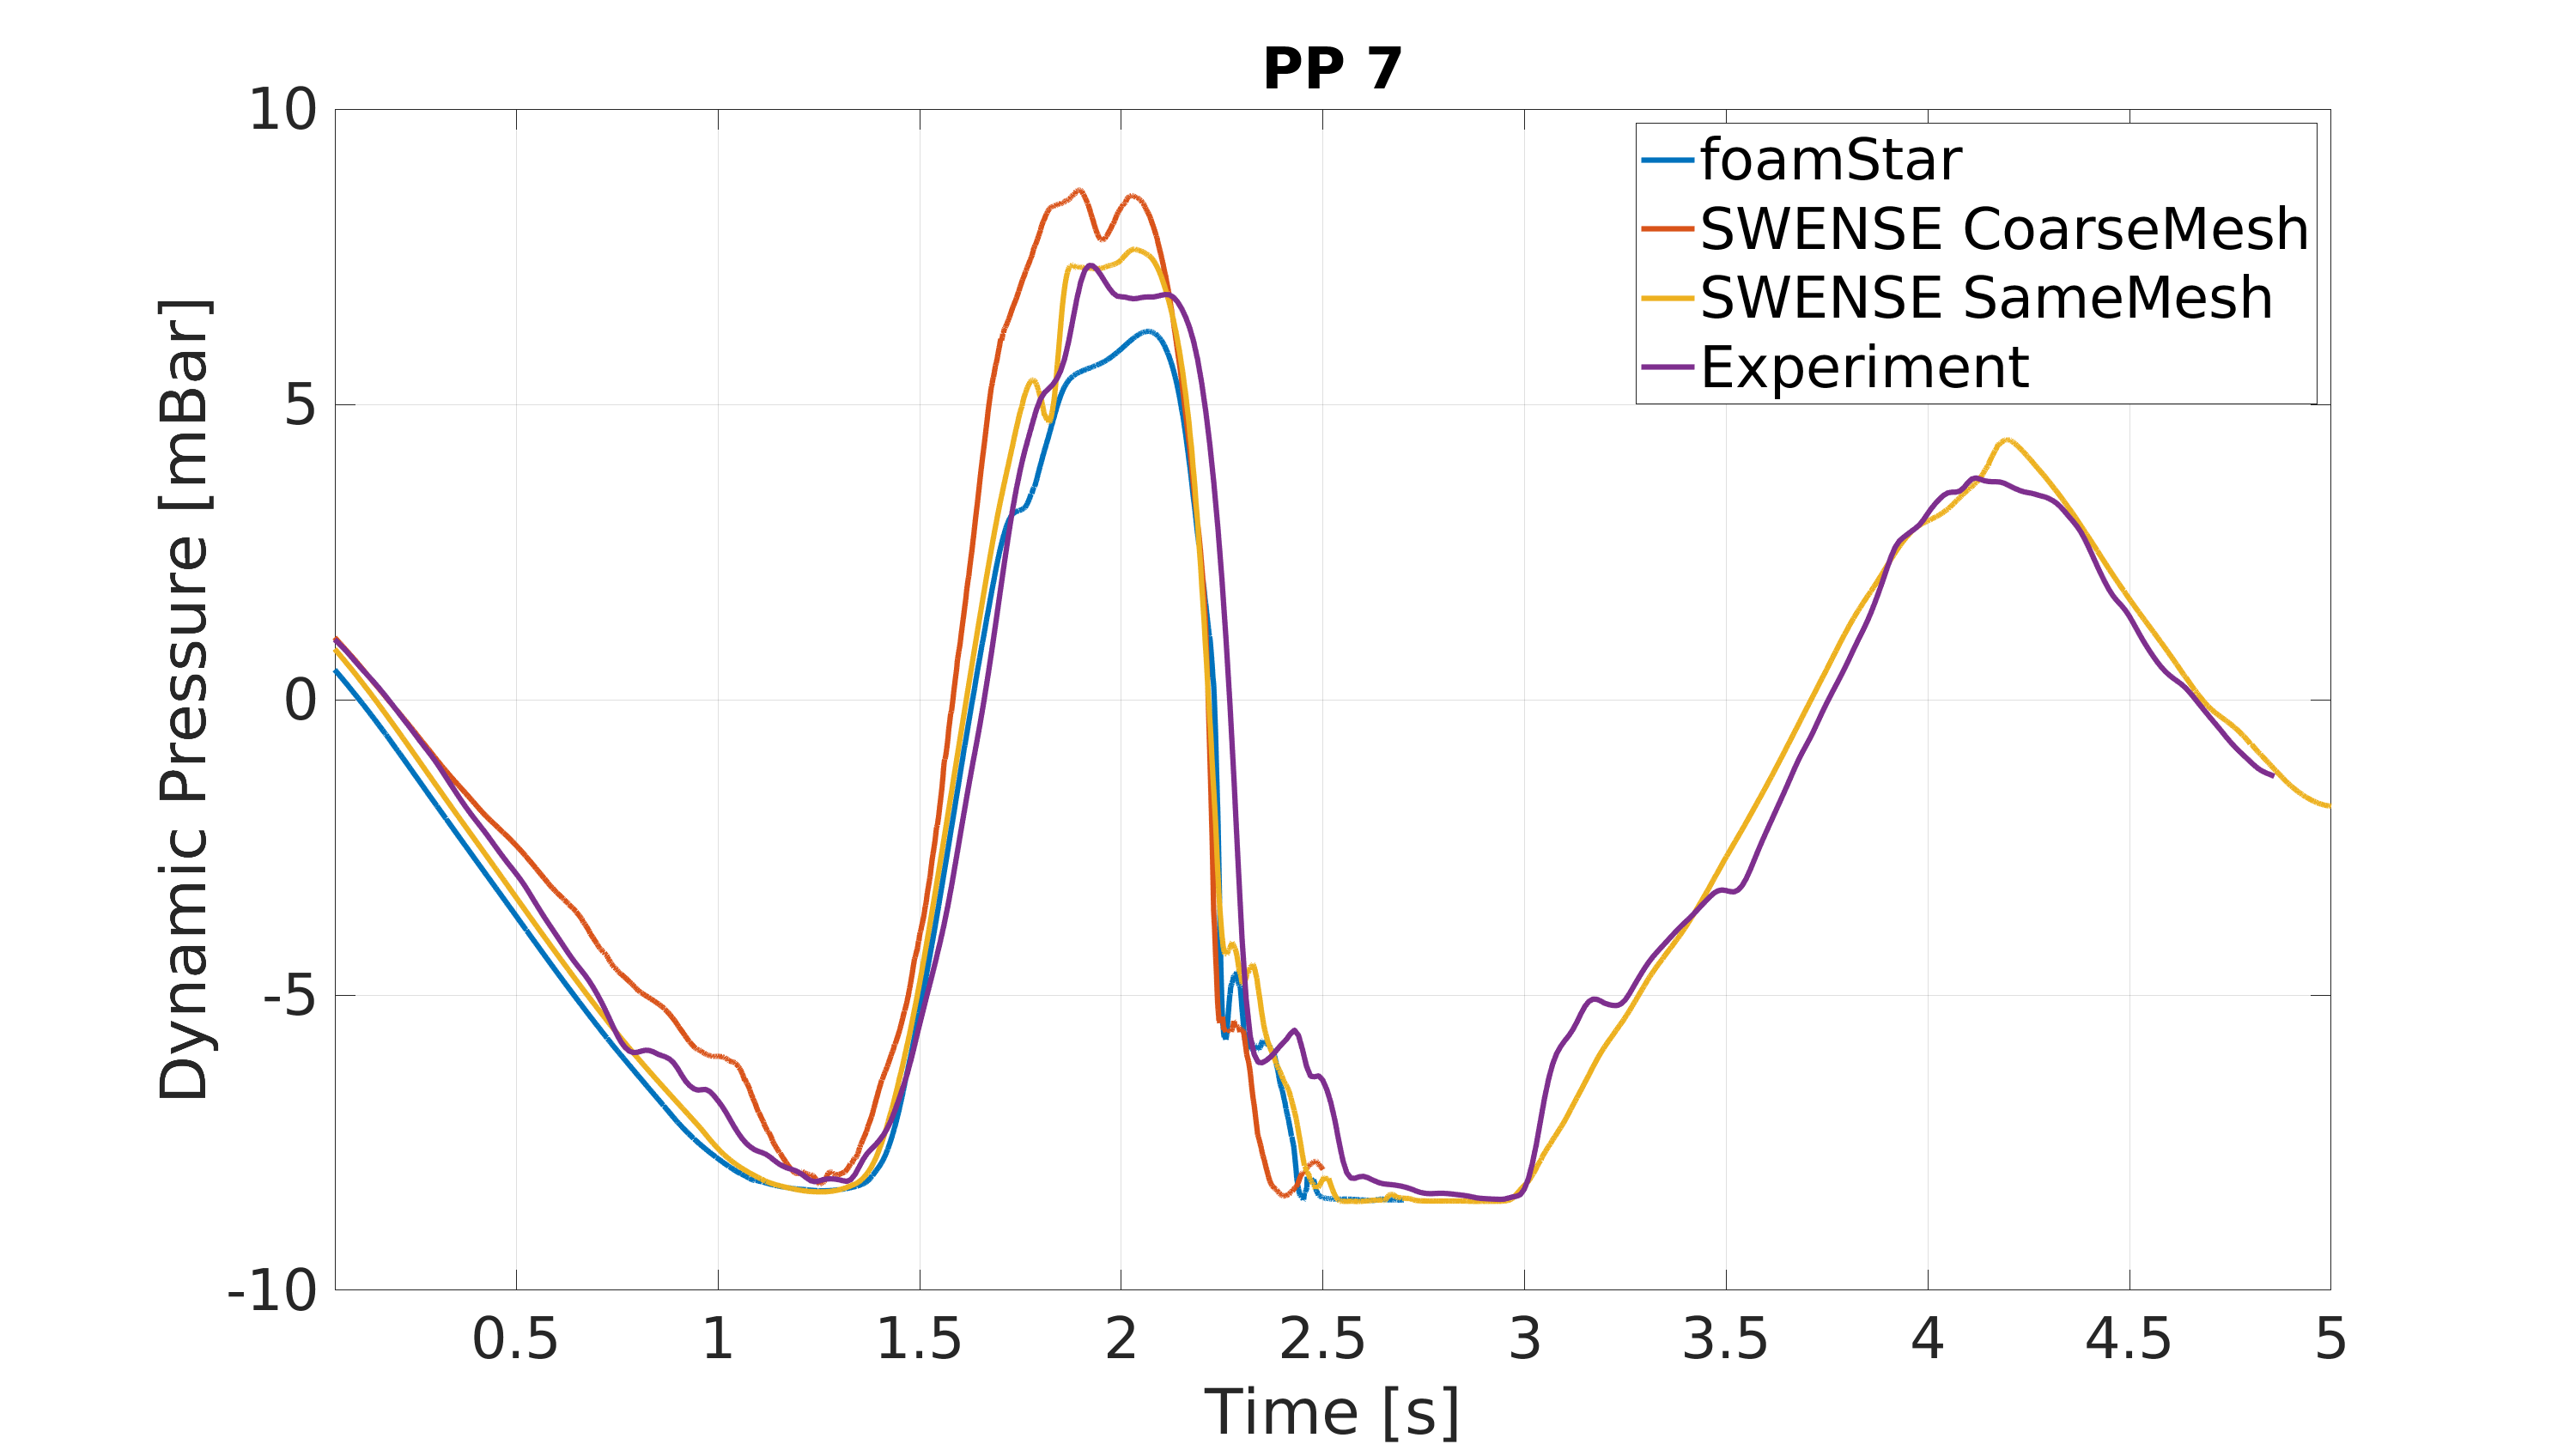 PP 7
10
5
0
-5
-10
Dynamic Pressure [mBar]
foamStar
SWENSE CoarseMesh
SWENSE SameMesh
Experiment
0.5 1 1.5 2 2.5 3 3.5 4 4.5 5
Time [s]